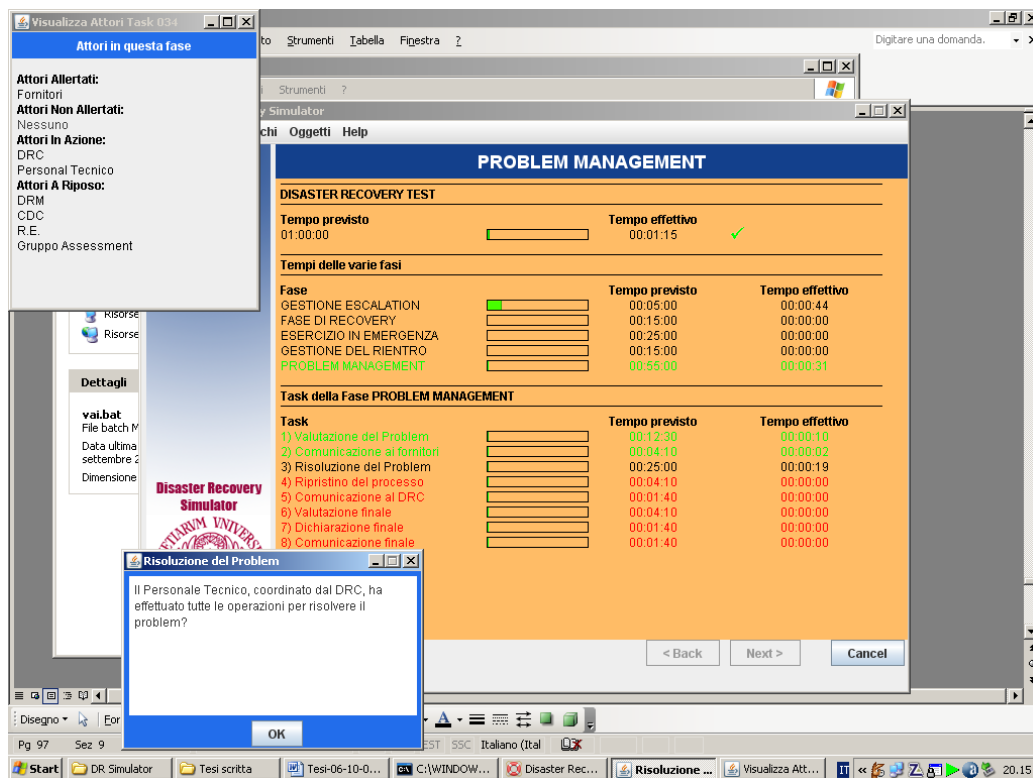 Visualizza Attori Task 034
Attori in questa fase
Attori Allertati:
Fornitori
Attori Non Allertati:
Nessuno
Attori In Azione:
DRC
Personal Tecnico
Attori A Riposo:
DRM
CDC
R.E.
Gruppo Assessment
to Strumenti Tabella Finestra ?
Digitare una domanda.
Strumenti ?
y Simulator
chi Oggetti Help
PROBLEM MANAGEMENT
DISASTER RECOVERY TEST
Tempo previsto Tempo effettivo
01:00:00 00:01:15
Tempi delle varie fasi
Fase Tempo previsto Tempo effettivo
GESTIONE ESCALATION 00:05:00 00:00:44
FASE DI RECOVERY 00:15:00 00:00:00
ESERCIZIO IN EMERGENZA 00:25:00 00:00:00
GESTIONE DEL RIENTRO 00:15:00 00:00:00
PROBLEM MANAGEMENT 00:55:00 00:00:31
Task della Fase PROBLEM MANAGEMENT
Task Tempo previsto Tempo effettivo
1) Valutazione del Problem 00:12:30 00:00:10
2) Comunicazione ai fornitori 00:04:10 00:00:02
3) Risoluzione del Problem 00:25:00 00:00:19
4) Ripristino del processo 00:04:10 00:00:00
5) Comunicazione al DRC 00:01:40 00:00:00
6) Valutazione finale 00:04:10 00:00:00
7) Dichiarazione finale 00:01:40 00:00:00
8) Comunicazione finale 00:01:40 00:00:00
< Back Next > Cancel
Risorse
Risorse
Dettagli
vai.bat
File batch M
Data ultima
settembre 2
Dimensione
Disaster Recovery
Simulator
Risoluzione del Problem
Il Personale Tecnico, coordinato dal DRC, ha
effettuato tutte le operazioni per risolvere il
problem?
OK
Disegno
Pg 97 Sez 9 EST SSC Italiano (Ital
Start DR Simulator Tesi scritta Tesi-06-10-0... C:\WINDOW... Disaster Rec... Risoluzione ... Visualizza Att... IT